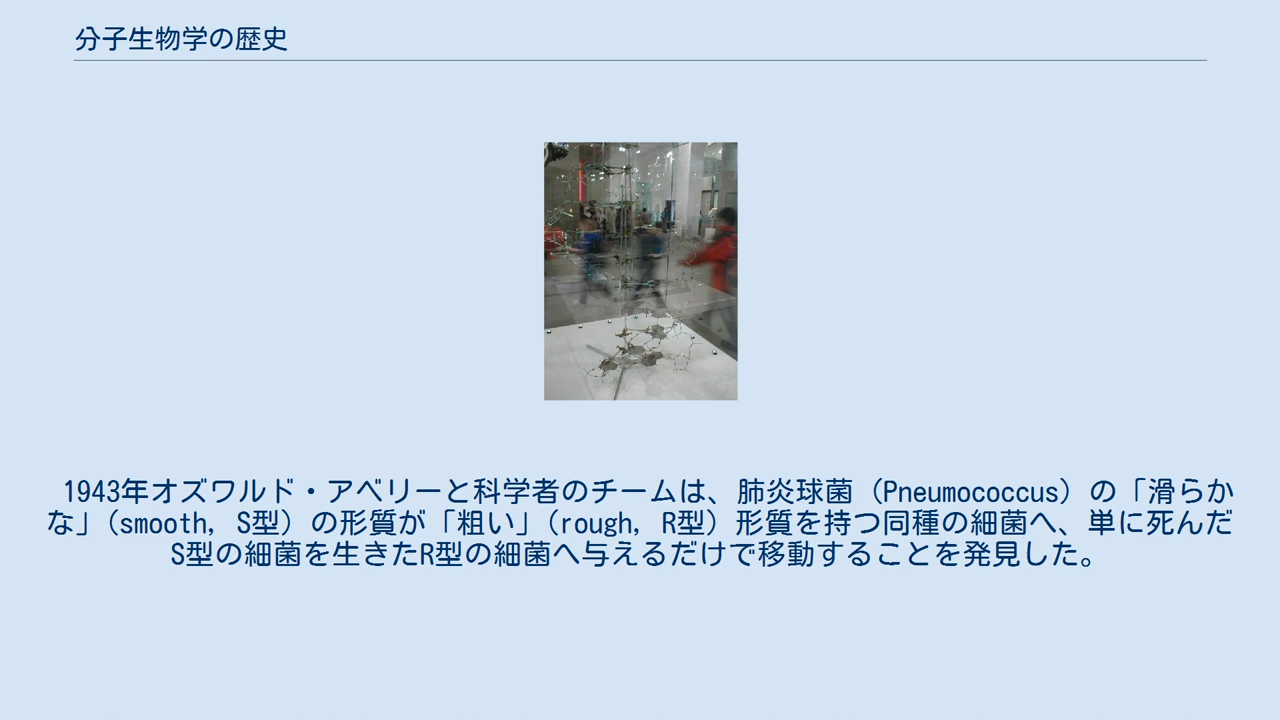 分子生物学の歴史
1943年オズワルド・アベリーと科学者のチームは、肺炎球菌（Pneumococcus）の「滑らか
な」（smooth, S型）の形質が「粗い」（rough, R型）形質を持つ同種の細菌へ、単に死んだ
S型の細菌を生きたR型の細菌へ与えるだけで移動することを発見した。